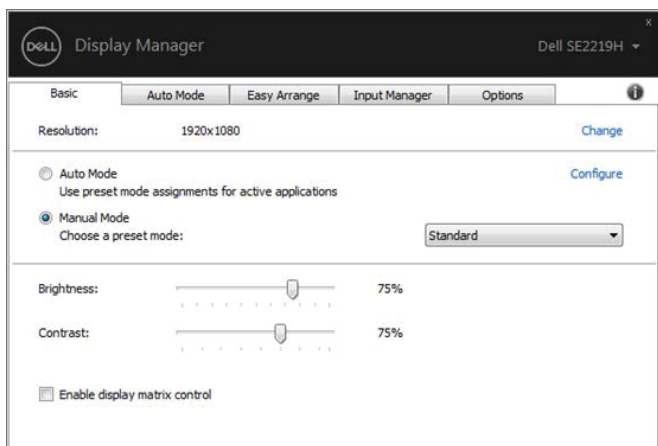 x
DELL Display Manager Dell SE2219H
Basic Auto Mode Easy Arrange Input Manager Options i
Resolution: 1920x1080 Change
Auto Mode Configure
Use preset mode assignments for active applications
Manual Mode
Choose a preset mode: Standard
Brightness: 75%
Contrast: 75%
Enable display matrix control